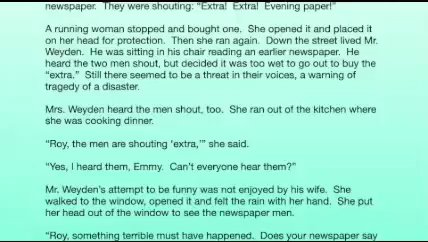 newspaper.  They were shouting: “Extra!  Extra!  Evening paper!”
A running woman stopped and bought one.  She opened it and placed it
on her head for protection.  Then she ran again.  Down the street lived Mr.
Weyden.  He was sitting in his chair reading an earlier newspaper.  He
heard the two men shout, but decided it was too wet to go out to buy the
“extra.”  Still there seemed to be a threat in their voices, a warning of
tragedy of a disaster.
Mrs. Weyden heard the men shout, too.  She ran out of the kitchen where
she was cooking dinner.
“Roy, the men are shouting ‘extra,’” she said.
“Yes, I heard them, Emmy.  Can’t everyone hear them?”
Mr. Weyden’s attempt to be funny was not enjoyed by his wife.  She
walked to the window, opened it and felt the rain with her hand.  She put
her head out of the window to see the newspaper men.
“Roy, something terrible must have happened.  Does your newspaper say